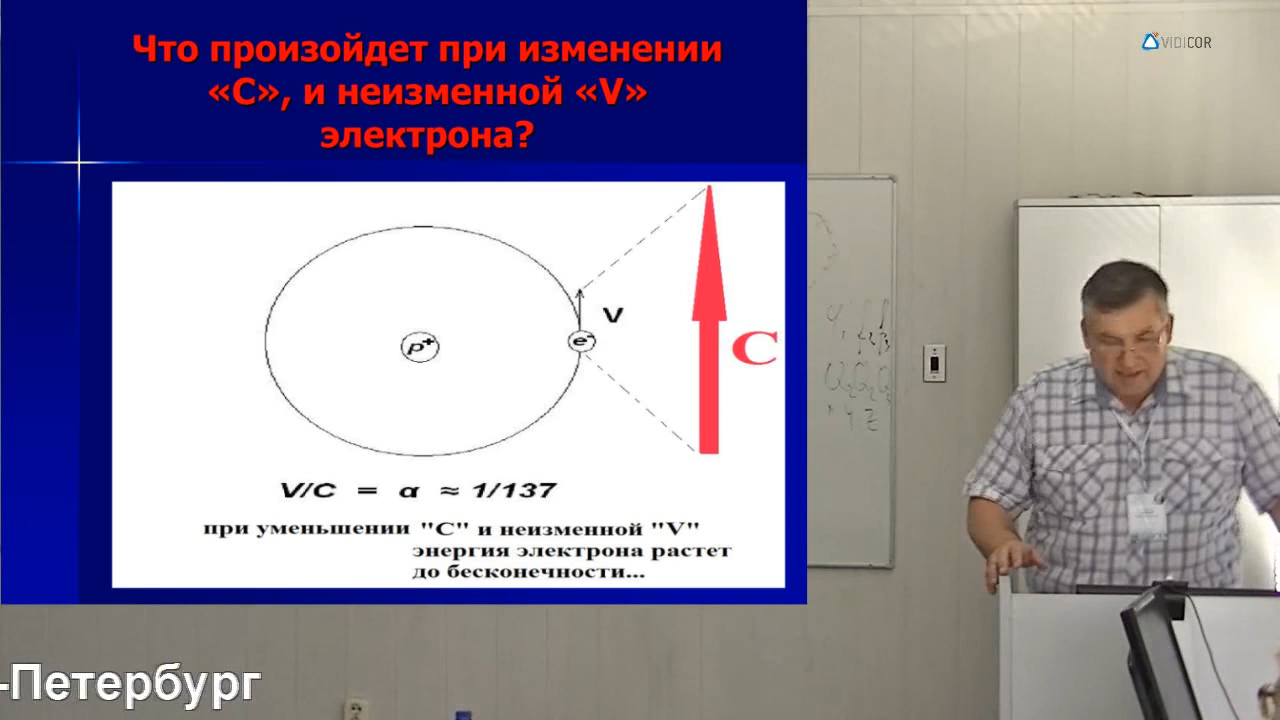 Что произойдет при изменении
«С», и неизменной «V»
электрона?
VIDICOR
V
p+
e-
C
V/C = α ≈ 1/137
при уменьшении "C" и неизменной "V"
энергия электрона растет
до бесконечности...
-Петербург